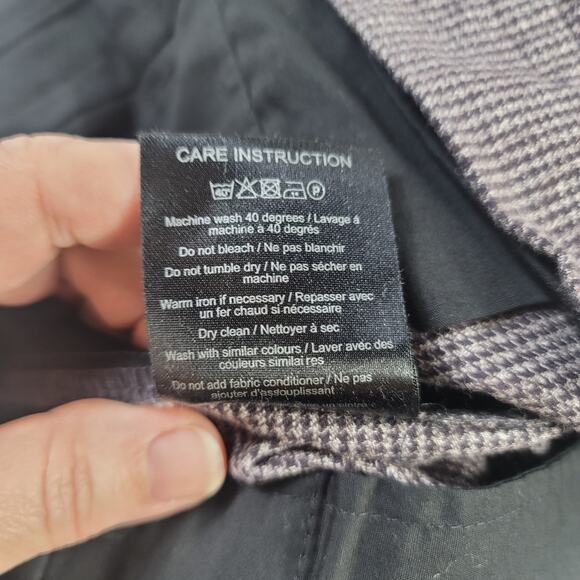 CARE INSTRUCTION
40°
P
Machine wash 40 degrees / Lavage à
machine à 40 degrés
Do not bleach / Ne pas blanchir
Do not tumble dry / Ne pas sécher en
machine
Warm iron if necessary / Repasser avec
un fer chaud si nécessaire
Dry clean / Nettoyer à sec
Wash with similar colours / Laver avec des
couleurs similaires
Do not add fabric conditioner / Ne pas
ajouter d'assouplissant